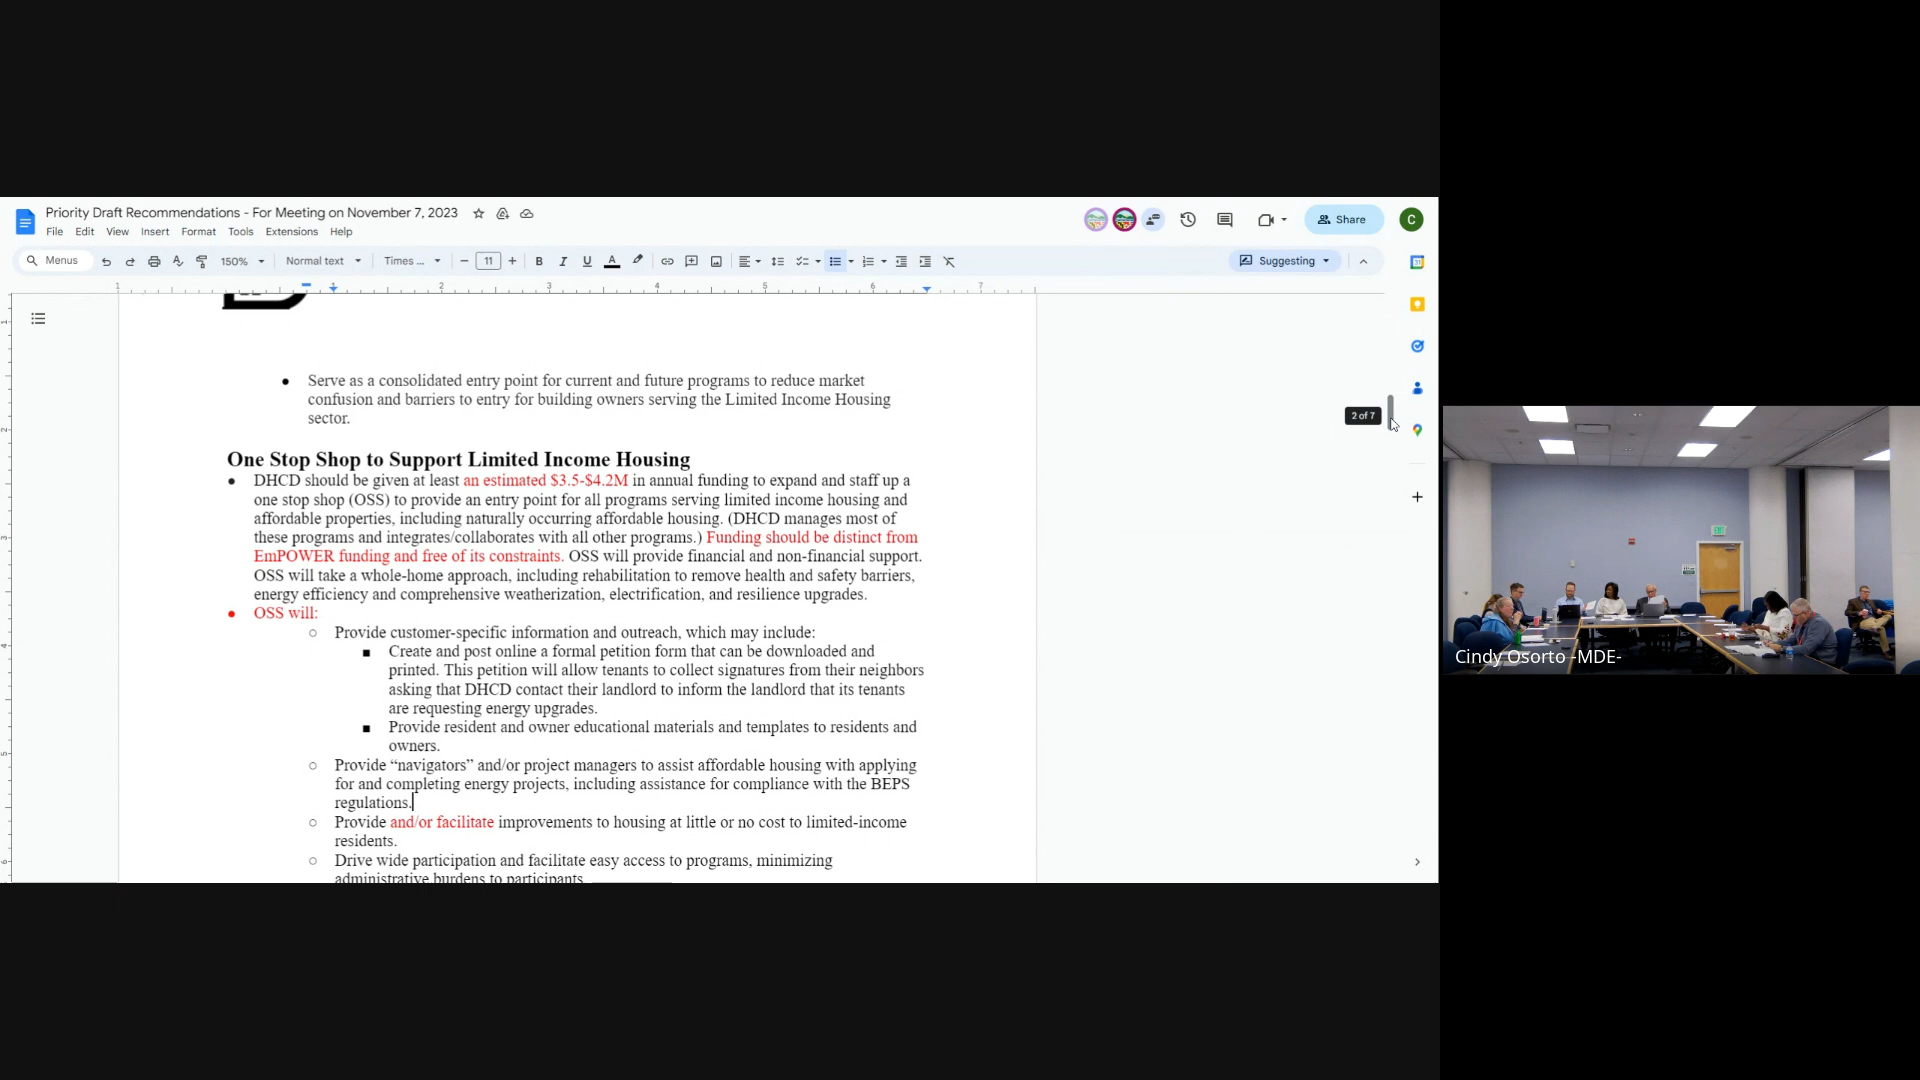 Priority Draft Recommendations - For Meeting on November 7, 2023
File Edit View Insert Format Tools Extensions Help
Share
C
Menus
150%
Normal text
Times ...
11
B I U A
Suggesting
1 1 2 3 4 5 6 7
Serve as a consolidated entry point for current and future programs to reduce market
confusion and barriers to entry for building owners serving the Limited Income Housing
sector.
2 of 7
One Stop Shop to Support Limited Income Housing
DHCD should be given at least an estimated $3.5-$4.2M in annual funding to expand and staff up a
one stop shop (OSS) to provide an entry point for all programs serving limited income housing and
affordable properties, including naturally occurring affordable housing. (DHCD manages most of
these programs and integrates/collaborates with all other programs.) Funding should be distinct from
EmPOWER funding and free of its constraints. OSS will provide financial and non-financial support.
OSS will take a whole-home approach, including rehabilitation to remove health and safety barriers,
energy efficiency and comprehensive weatherization, electrification, and resilience upgrades.
OSS will:
Provide customer-specific information and outreach, which may include:
Create and post online a formal petition form that can be downloaded and
printed. This petition will allow tenants to collect signatures from their neighbors
asking that DHCD contact their landlord to inform the landlord that its tenants
are requesting energy upgrades.
Provide resident and owner educational materials and templates to residents and
owners.
Provide “navigators” and/or project managers to assist affordable housing with applying
for and completing energy projects, including assistance for compliance with the BEPS
regulations.
Provide and/or facilitate improvements to housing at little or no cost to limited-income
residents.
Drive wide participation and facilitate easy access to programs, minimizing
administrative burdens to participants.
Cindy Osorto -MDE-